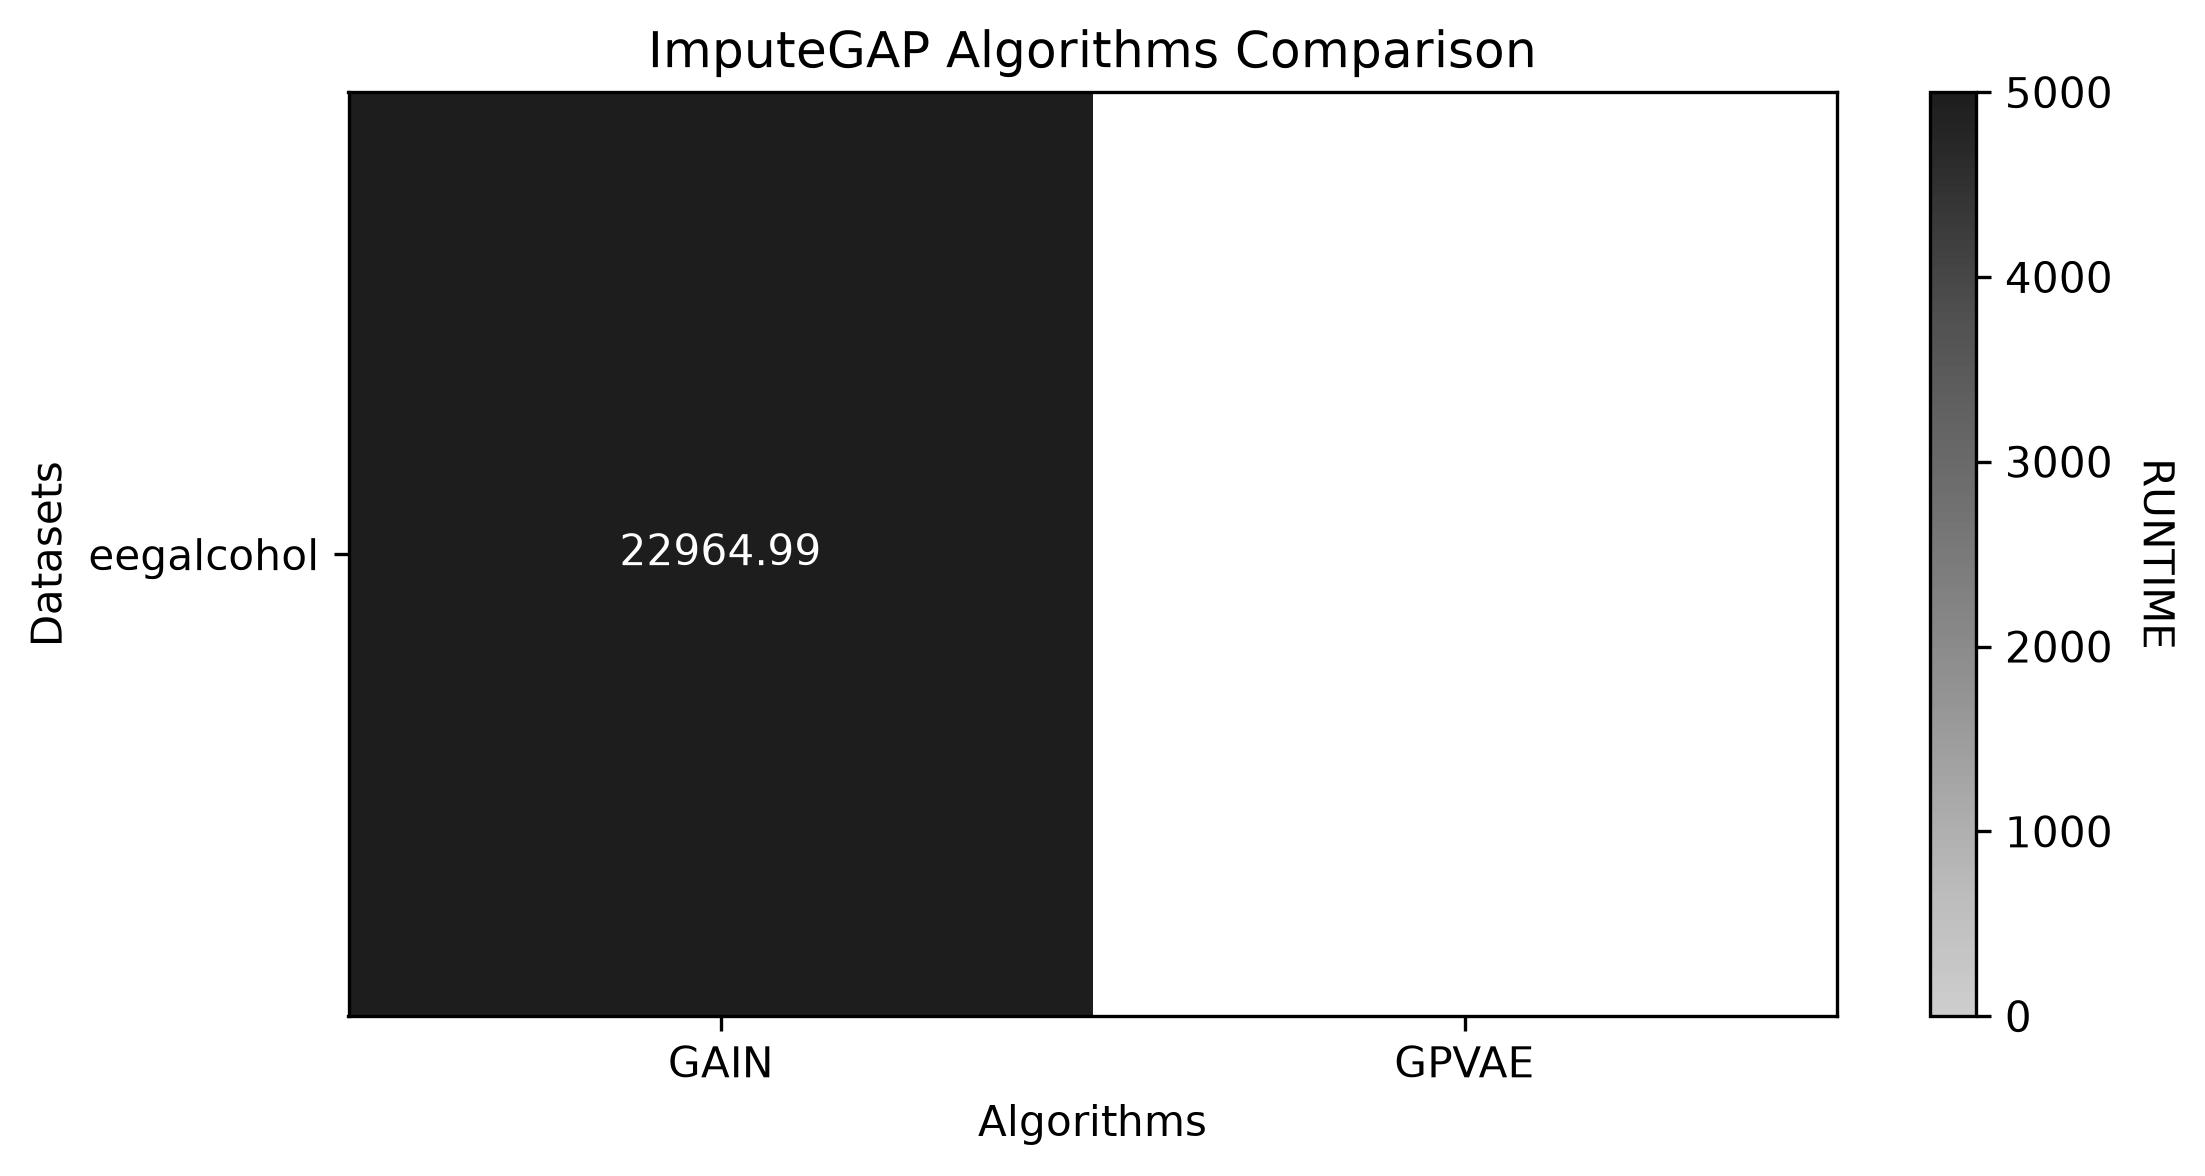 ImputeGAP Algorithms Comparison
Datasets
eegalcohol
22964.99
GAIN
GPVAE
Algorithms
5000
4000
3000
2000
1000
0
RUNTIME